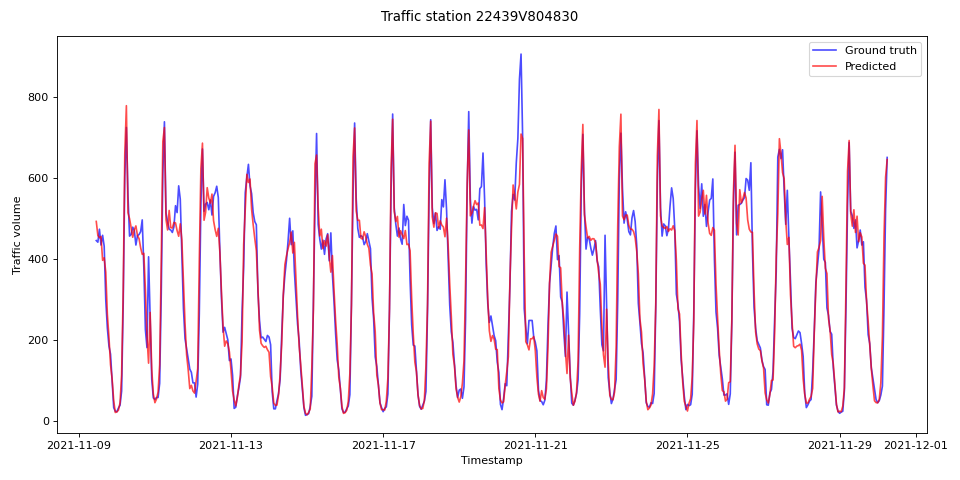 Traffic station 22439V804830
Ground truth
Predicted
Traffic volume
800
600
400
200
0
2021-11-09
2021-11-13
2021-11-17
2021-11-21
2021-11-25
2021-11-29
2021-12-01
Timestamp